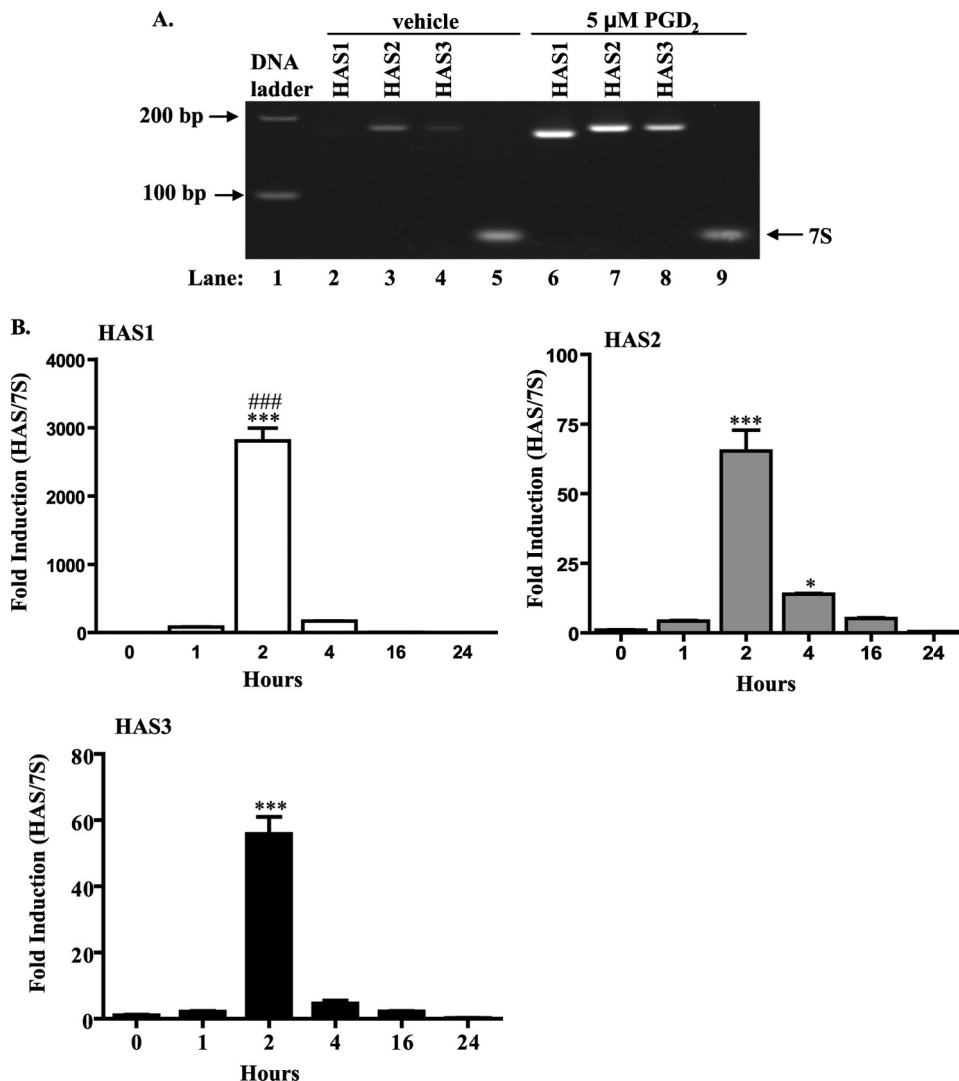 A.
vehicle
5 µM PGD₂
DNA
ladder
HAS1
HAS2
HAS3
HAS1
HAS2
HAS3
200 bp
100 bp
7S
Lane: 1 2 3 4 5 6 7 8 9
B.
HAS1
Fold Induction (HAS/7S)
4000
3000
2000
1000
0
###
***
0 1 2 4 16 24
Hours
HAS2
Fold Induction (HAS/7S)
100
75
50
25
0
***
*
0 1 2 4 16 24
Hours
HAS3
Fold Induction (HAS/7S)
80
60
40
20
0
***
0 1 2 4 16 24
Hours